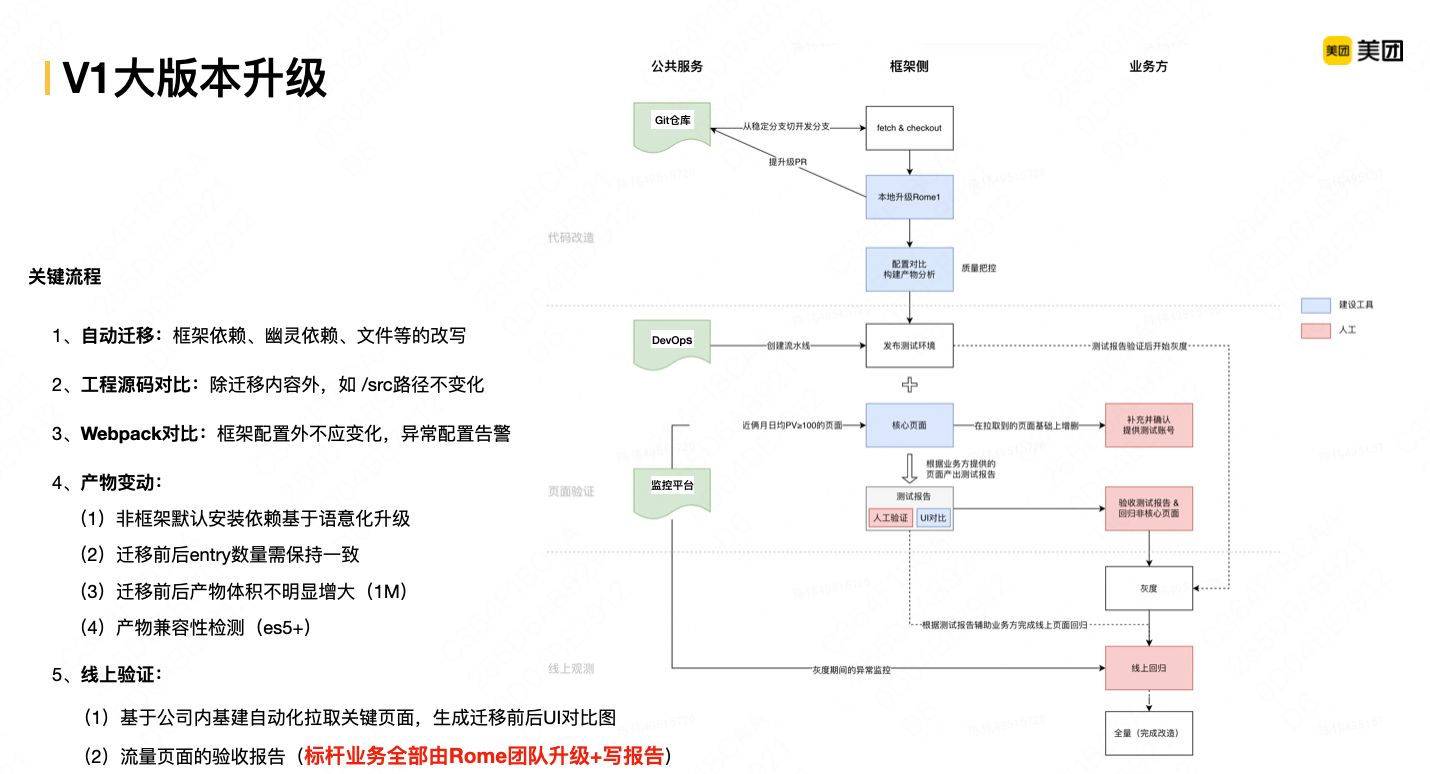 V1大版本升级
美团 美团
关键流程
1、自动迁移：框架依赖、幽灵依赖、文件等的改写
2、工程源码对比：除迁移内容外，如 /src路径不变化
3、Webpack对比：框架配置外不应变化，异常配置告警
4、产物变动：
（1）非框架默认安装依赖基于语意化升级
（2）迁移前后entry数量需保持一致
（3）迁移前后产物体积不明显增大（1M）
（4）产物兼容性检测（es5+）
5、线上验证：
（1）基于公司内基建自动化拉取关键页面，生成迁移前后UI对比图
（2）流量页面的验收报告（标杆业务全部由Rome团队升级+写报告）
公共服务
框架侧
业务方
Git仓库
从稳定分支切开发分支
fetch & checkout
提升级PR
本地升级Rome1
代码改造
配置对比
构建产物分析
质量把控
建设工具
人工
DevOps
创建流水线
发布测试环境
测试报告验证后开始灰度
近俩月日均PV≥100的页面
核心页面
在拉取到的页面基础上增删
补充并确认
提供测试账号
根据业务方提供的
页面产出测试报告
监控平台
页面验证
测试报告
人工验证
UI对比
验收测试报告 &
回归非核心页面
灰度
根据测试报告辅助业务方完成线上页面回归
线上观测
灰度期间的异常监控
线上回归
全量（完成改造）